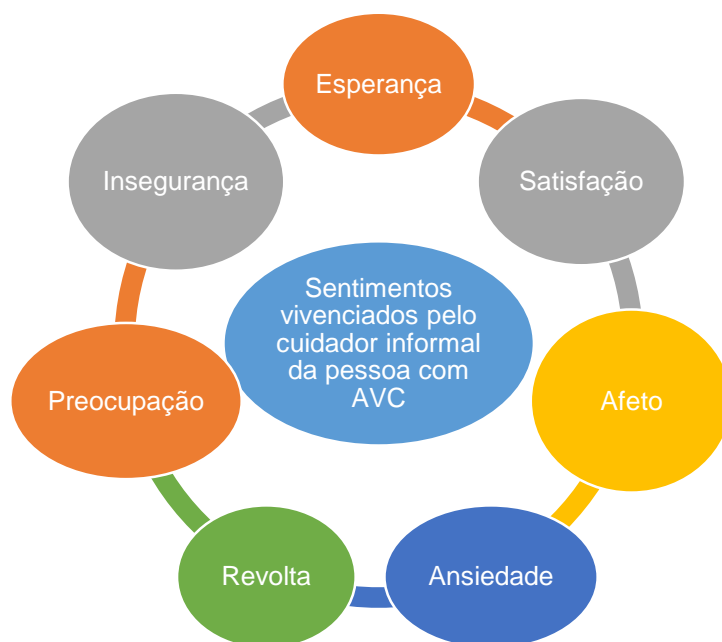 Esperança
Satisfação
Insegurança
Sentimentos
vivenciados pelo
cuidador informal
da pessoa com
AVC
Preocupação
Afeto
Revolta
Ansiedade